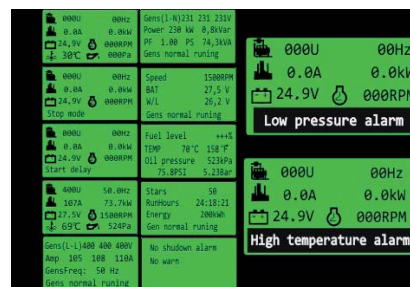 000U 00Hz
0.0A 0.0kW
24,9V 000RPM
30℃ 000Pa
000U 00Hz
0.0A 0.0kW
24,9V 000RPM
Stop mode
000U 00Hz
0.0A 0.0kW
24,9V 000RPM
Start delay
400U 50.0Hz
107A 73.7kW
27.5V 1500RPM
69℃ 524Pa
Gens(L-L)400 400 400V
Amp 105 108 110A
GensFreq: 50 Hz
Gens normal runing
Gens(1-N)231 231 231V
Power 230 kW 0,8kVar
PF 1.00 PS 74,3kVA
Gens normal runing
Speed 1500RPM
BAT 27,5 V
W/L 26,2 V
Gens normal runing
Fuel level +++%
TEMP 70℃ 158℉
Oil pressure 523kPa
75.8PSI 5.238ar
Stars 50
RunHours 24:18:21
Energy 200kWh
Gen normal runing
No shudown alarm
No warn
000U 00Hz
0.0A 0.0kW
24.9V 000RPM
Low pressure alarm
000U 00Hz
0.0A 0.0kW
24.9V 000RPM
High temperature alarm